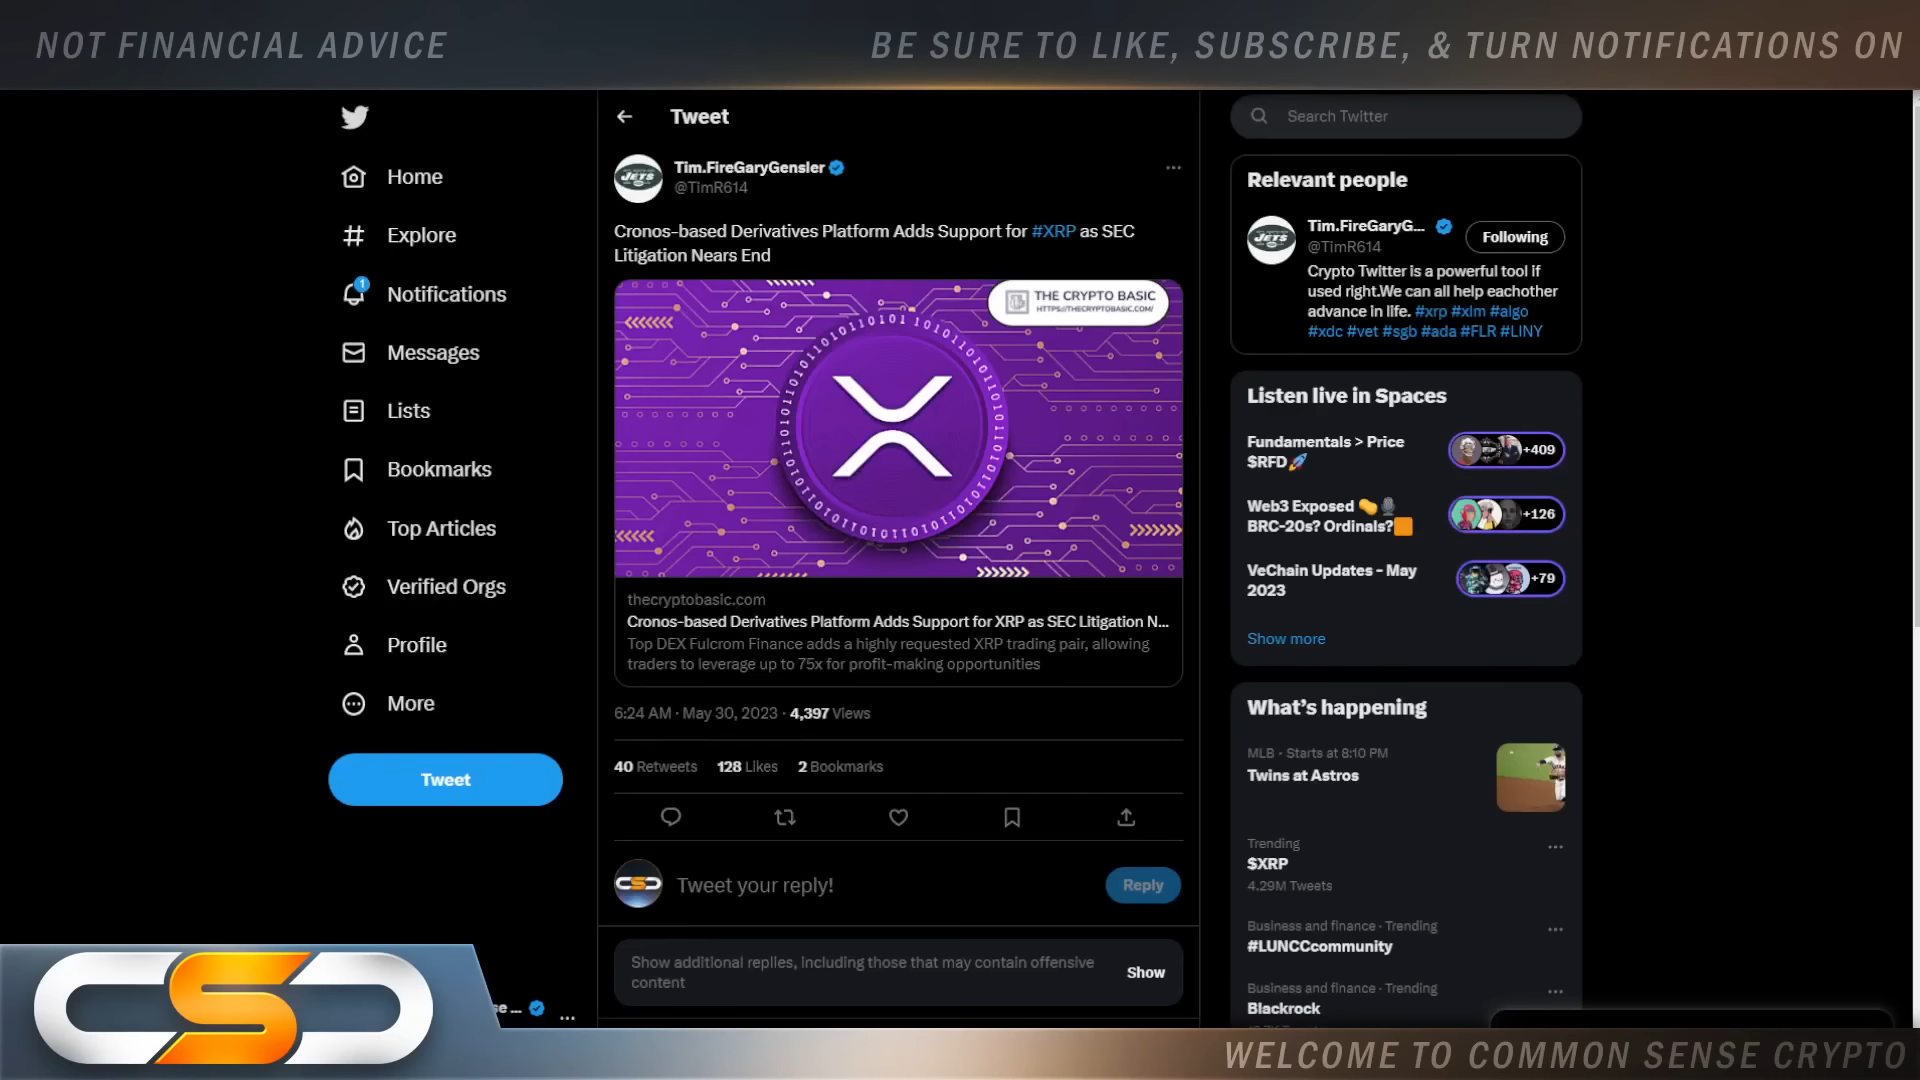 NOT FINANCIAL ADVICE
BE SURE TO LIKE, SUBSCRIBE, & TURN NOTIFICATIONS ON
Home
Explore
1
Notifications
Messages
Lists
Bookmarks
Top Articles
Verified Orgs
Profile
More
Tweet
Tweet
JETS
Tim.FireGaryGensler
@TimR614
Cronos-based Derivatives Platform Adds Support for #XRP as SEC
Litigation Nears End
THE CRYPTO BASIC
HTTPS://THECRYPTOBASIC.COM/
thecryptobasic.com
Cronos-based Derivatives Platform Adds Support for XRP as SEC Litigation N...
Top DEX Fulcrom Finance adds a highly requested XRP trading pair, allowing
traders to leverage up to 75x for profit-making opportunities
6:24 AM · May 30, 2023 · 4,397 Views
40 Retweets 128 Likes 2 Bookmarks
Tweet your reply!
Reply
Show additional replies, including those that may contain offensive
content
Show
Search Twitter
Relevant people
JETS
Tim.FireGaryG...
@TimR614
Following
Crypto Twitter is a powerful tool if
used right.We can all help eachother
advance in life. #xrp #xlm #algo
#xdc #vet #sgb #ada #FLR #LINY
Listen live in Spaces
Fundamentals > Price
$RFD🚀
+409
Web3 Exposed
BRC-20s? Ordinals?🟧
+126
VeChain Updates - May
2023
+79
Show more
What's happening
MLB · Starts at 8:10 PM
Twins at Astros
Trending
$XRP
4.29M Tweets
Business and finance · Trending
#LUNCCcommunity
Business and finance · Trending
Blackrock
se ...
CSC
WELCOME TO COMMON SENSE CRYPTO